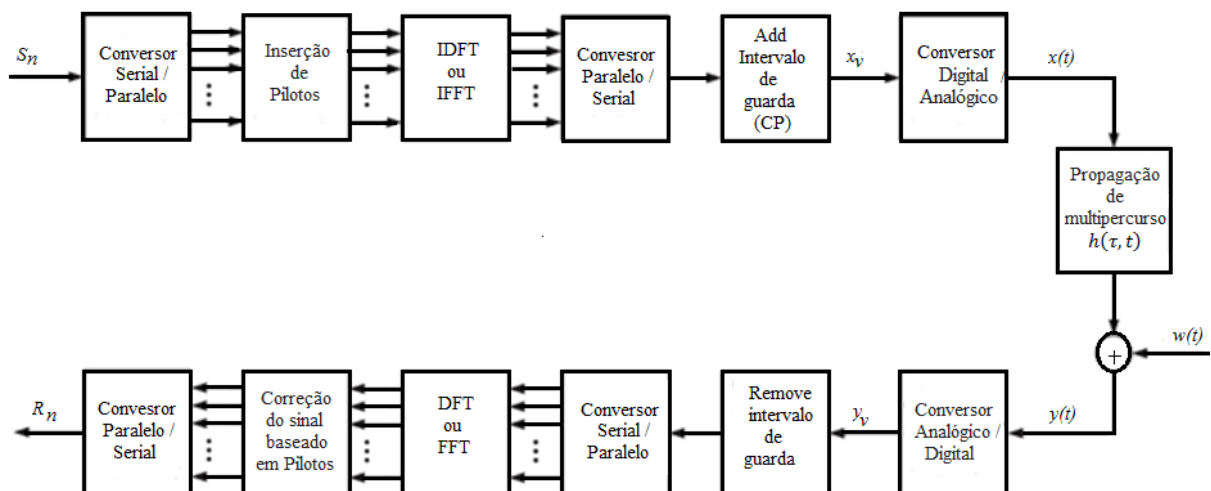 S_n
Conversor
Serial /
Paralelo
Inserção
de
Pilotos
IDFT
ou
IFFT
Convesror
Paralelo /
Serial
Add
Intervalo
de
guarda
(CP)
x_v
Conversor
Digital /
Analógico
x(t)
Propagação
de
multipercurso
h(τ, t)
+
w(t)
R_n
Convesror
Paralelo /
Serial
Correção
do sinal
baseado
em Pilotos
DFT
ou
FFT
Conversor
Serial /
Paralelo
Remove
intervalo
de
guarda
y_v
Conversor
Analógico /
Digital
y(t)